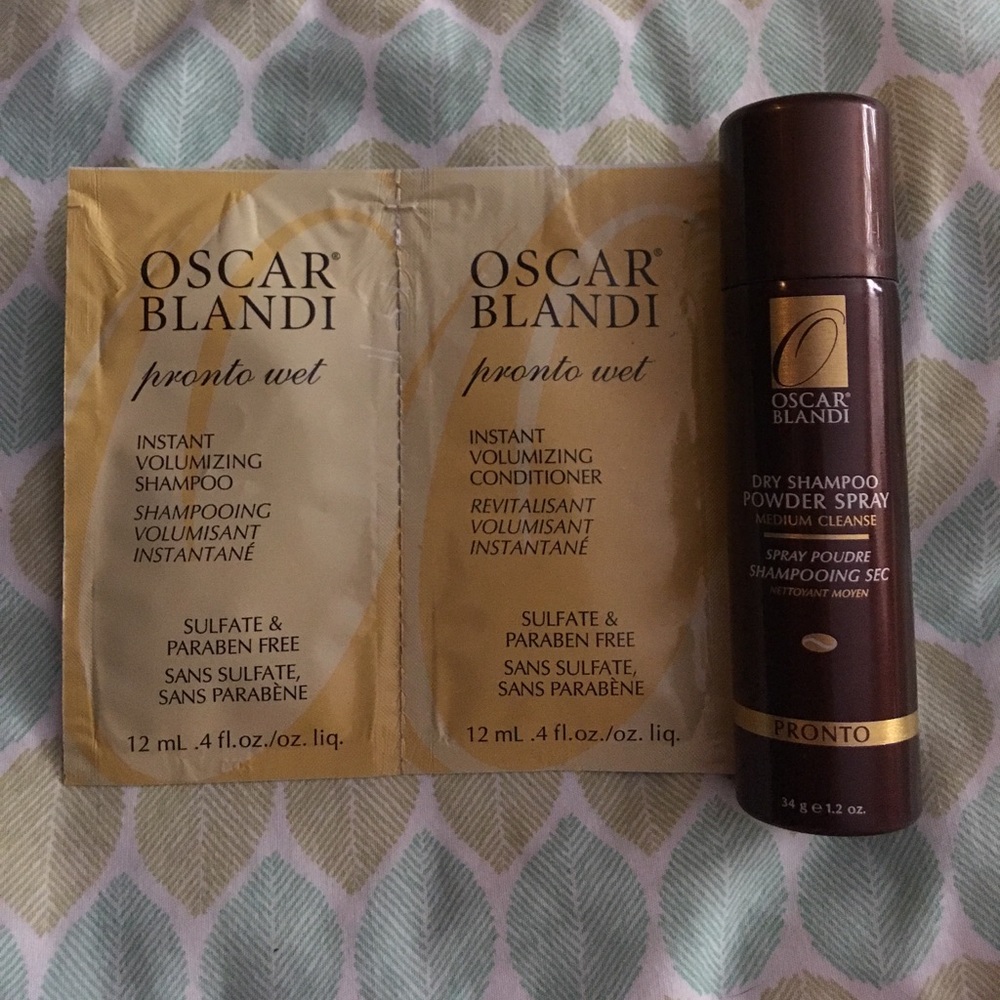 OSCAR®
BLANDI
pronto wet
INSTANT
VOLUMIZING
SHAMPOO
SHAMPOOING
VOLUMISANT
INSTANTANÉ
SULFATE &
PARABEN FREE
SANS SULFATE,
SANS PARABÈNE
12 mL .4 fl.oz./oz. liq.
OSCAR®
BLANDI
pronto wet
INSTANT
VOLUMIZING
CONDITIONER
REVITALISANT
VOLUMISANT
INSTANTANÉ
SULFATE &
PARABEN FREE
SANS SULFATE,
SANS PARABÈNE
12 mL .4 fl.oz./oz. liq.
O
OSCAR®
BLANDI
DRY SHAMPOO
POWDER SPRAY
MEDIUM CLEANSE
SPRAY POUDRE
SHAMPOOING SEC
NETTOYANT MOYEN
PRONTO
34 g ℮ 1.2 oz.